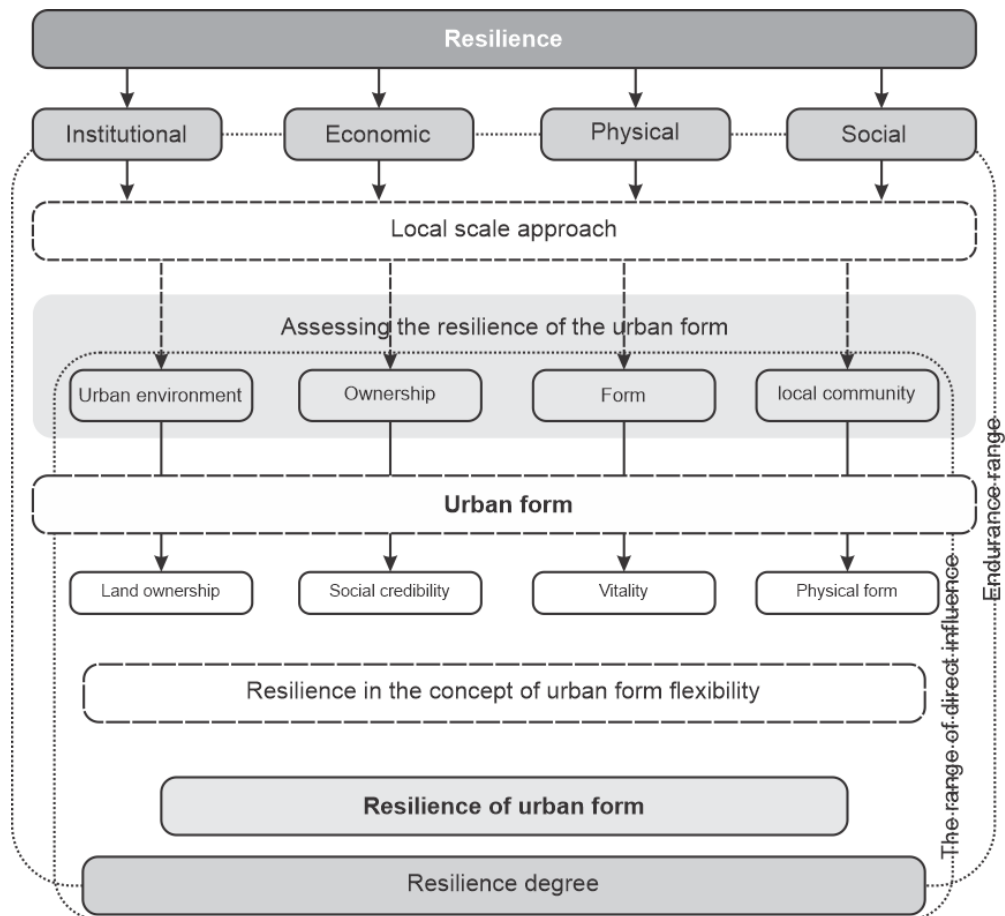 Resilience
Institutional
Economic
Physical
Social
Local scale approach
Assessing the resilience of the urban form
Urban environment
Ownership
Form
local community
Urban form
Land ownership
Social credibility
Vitality
Physical form
Resilience in the concept of urban form flexibility
Resilience of urban form
Resilience degree
The range of direct influence
Endurance range